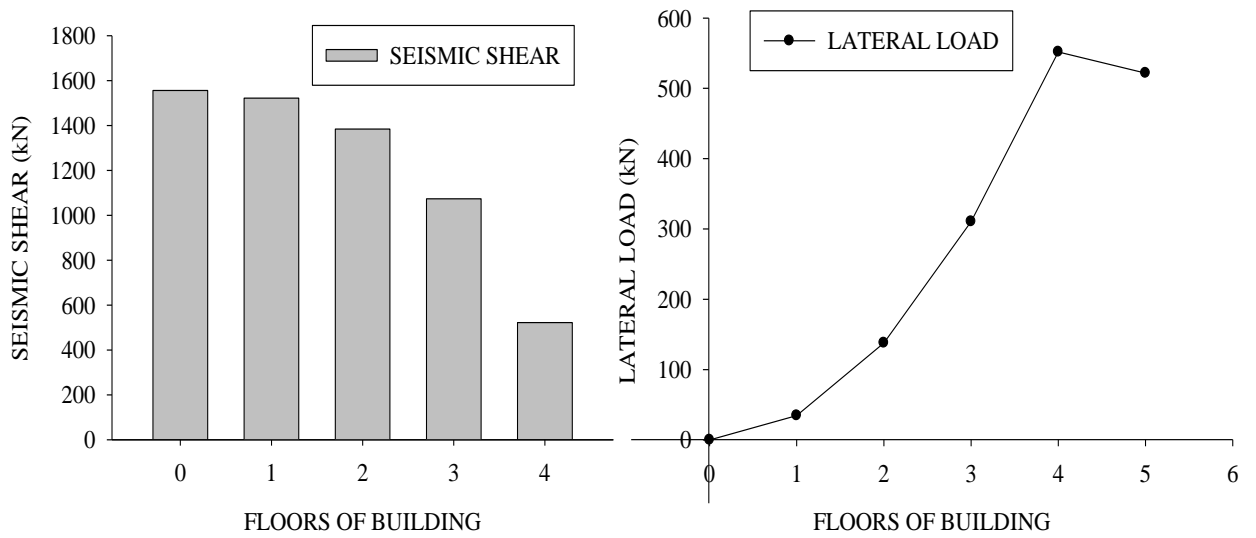 SEISMIC SHEAR
SEISMIC SHEAR (kN)
1800
1600
1400
1200
1000
800
600
400
200
0
0 1 2 3 4
FLOORS OF BUILDING
LATERAL LOAD
LATERAL LOAD (kN)
600
500
400
300
200
100
0
0 1 2 3 4 5 6
FLOORS OF BUILDING